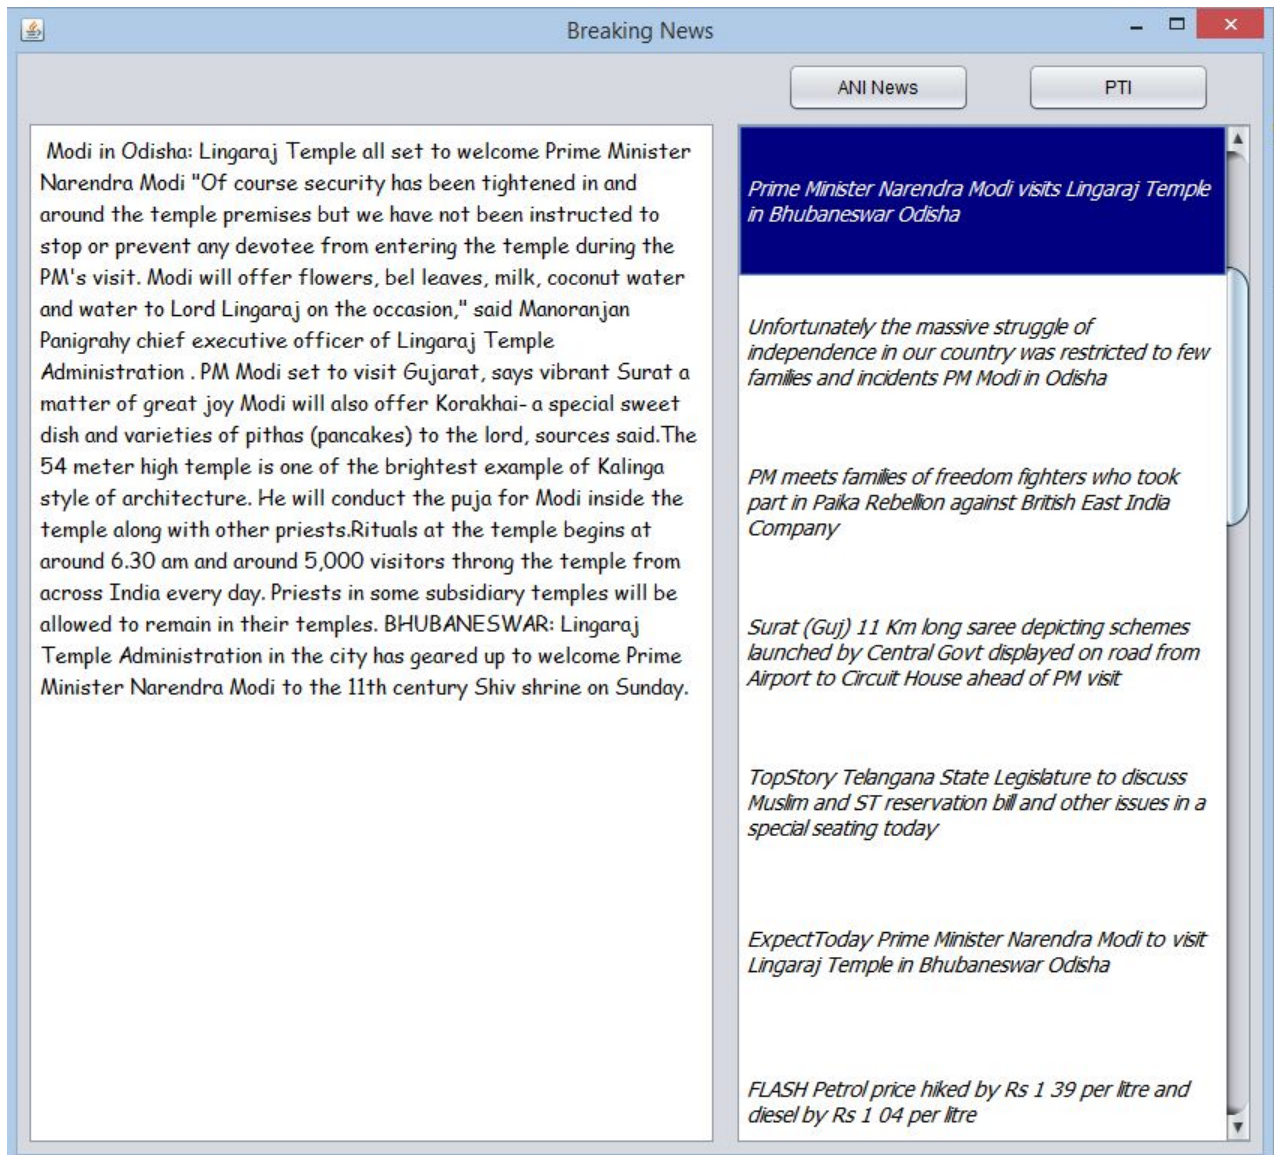 Breaking News
ANI News
PTI
Modi in Odisha: Lingaraj Temple all set to welcome Prime Minister
Narendra Modi "Of course security has been tightened in and
around the temple premises but we have not been instructed to
stop or prevent any devotee from entering the temple during the
PM's visit. Modi will offer flowers, bel leaves, milk, coconut water
and water to Lord Lingaraj on the occasion," said Manoranjan
Panigrahy chief executive officer of Lingaraj Temple
Administration . PM Modi set to visit Gujarat, says vibrant Surat a
matter of great joy Modi will also offer Korakhai- a special sweet
dish and varieties of pithas (pancakes) to the lord, sources said.The
54 meter high temple is one of the brightest example of Kalinga
style of architecture. He will conduct the puja for Modi inside the
temple along with other priests.Rituals at the temple begins at
around 6.30 am and around 5,000 visitors throng the temple from
across India every day. Priests in some subsidiary temples will be
allowed to remain in their temples. BHUBANESWAR: Lingaraj
Temple Administration in the city has geared up to welcome Prime
Minister Narendra Modi to the 11th century Shiv shrine on Sunday.
Prime Minister Narendra Modi visits Lingaraj Temple
in Bhubaneswar Odisha
Unfortunately the massive struggle of
independence in our country was restricted to few
families and incidents PM Modi in Odisha
PM meets families of freedom fighters who took
part in Paika Rebellion against British East India
Company
Surat (Guj) 11 Km long saree depicting schemes
launched by Central Govt displayed on road from
Airport to Circuit House ahead of PM visit
TopStory Telangana State Legislature to discuss
Muslim and ST reservation bill and other issues in a
special seating today
ExpectToday Prime Minister Narendra Modi to visit
Lingaraj Temple in Bhubaneswar Odisha
FLASH Petrol price hiked by Rs 1 39 per litre and
diesel by Rs 1 04 per litre